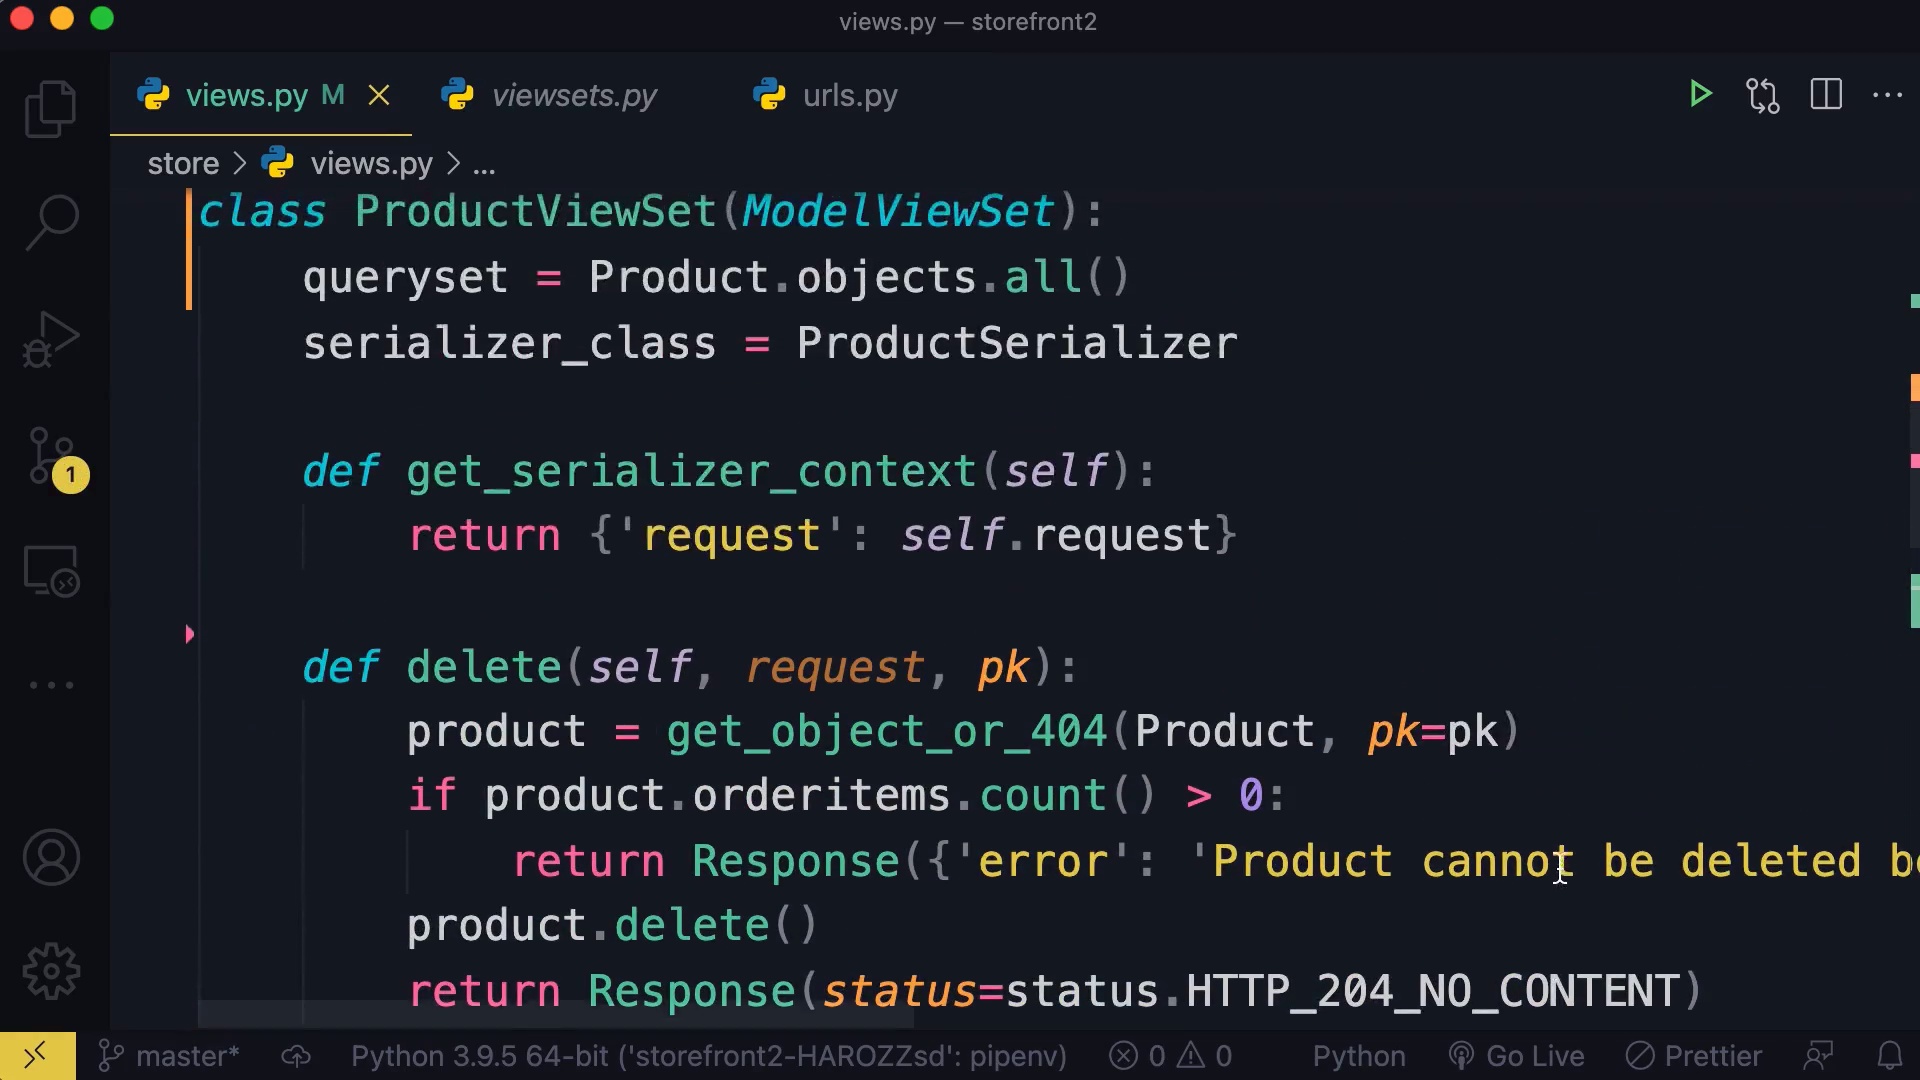 views.py — storefront2
views.py M
viewsets.py
urls.py
store > views.py > ...
class ProductViewSet(ModelViewSet):
queryset = Product.objects.all()
serializer_class = ProductSerializer
def get_serializer_context(self):
return {'request': self.request}
def delete(self, request, pk):
product = get_object_or_404(Product, pk=pk)
if product.orderitems.count() > 0:
return Response({'error': 'Product cannot be deleted be
product.delete()
return Response(status=status.HTTP_204_NO_CONTENT)
1
master* Python 3.9.5 64-bit ('storefront2-HAROZZsd': pipenv) 0 0 Python Go Live Prettier